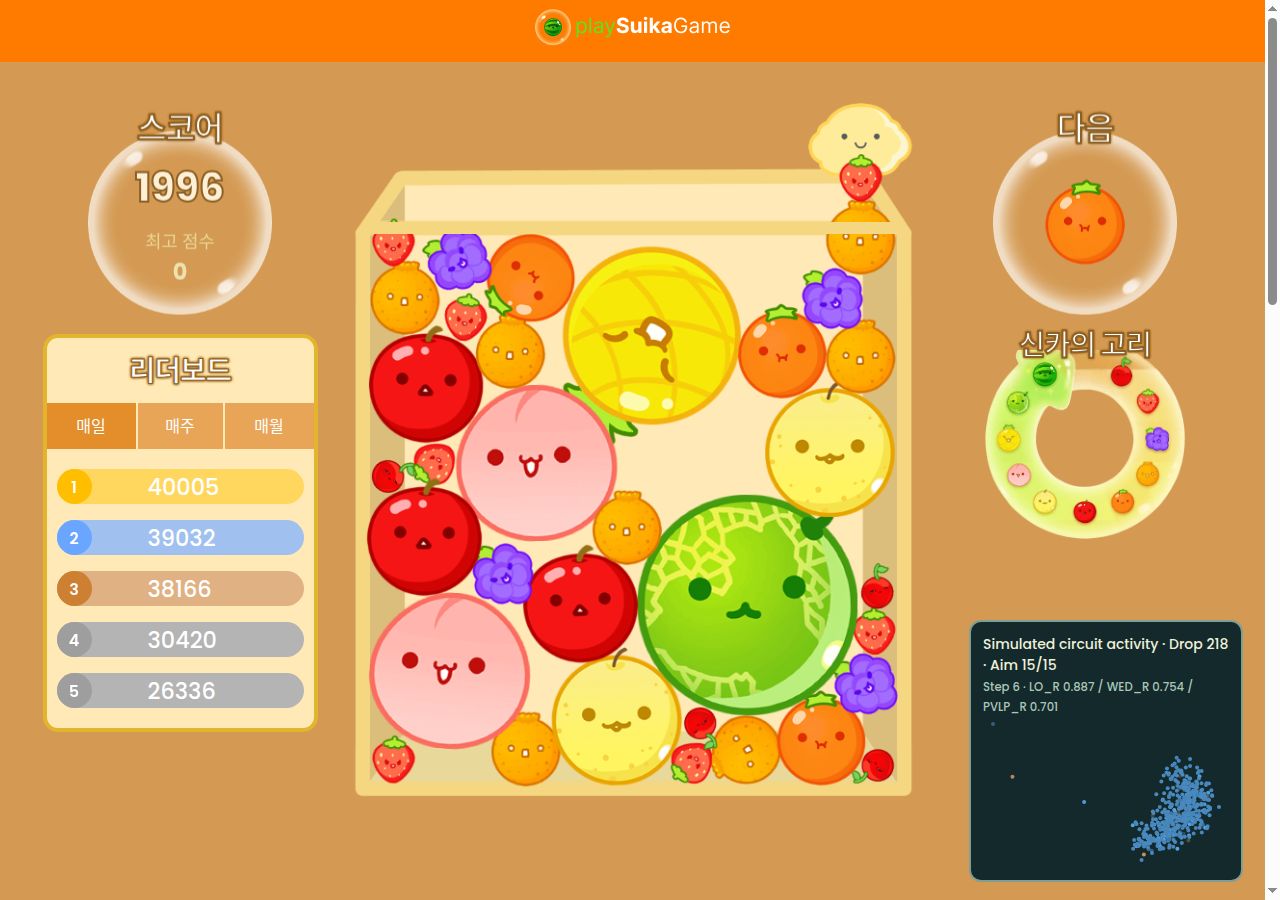 playSuikaGame
스코어
1996
최고 점수
0
리더보드
매일 매주 매월
1 40005
2 39032
3 38166
4 30420
5 26336
다음
신카의 고리
Simulated circuit activity · Drop 218
· Aim 15/15
Step 6 · LO_R 0.887 / WED_R 0.754 /
PVLP_R 0.701